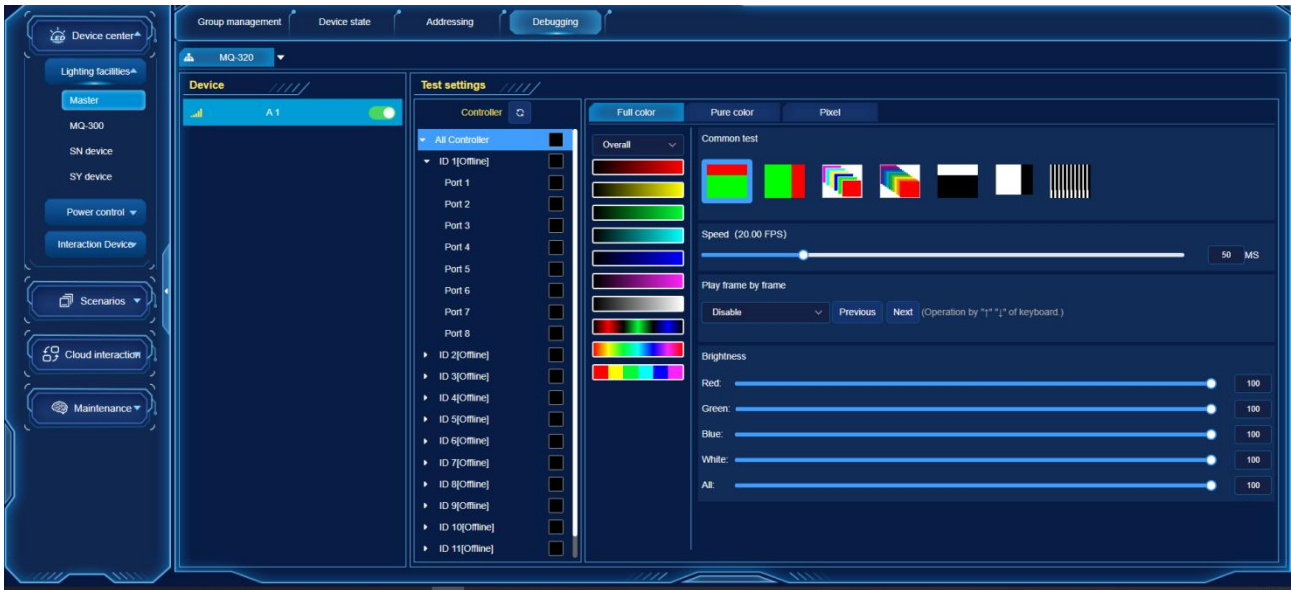 Group management
Device state
Addressing
Debugging
LED
Device center
Lighting facilities
Master
MQ-300
SN device
SY device
Power control
Interaction Device
Scenarios
Cloud interaction
Maintenance
MQ-320
Device
A 1
Test settings
Controller
All Controller
ID 1[Offline]
Port 1
Port 2
Port 3
Port 4
Port 5
Port 6
Port 7
Port 8
ID 2[Offline]
ID 3[Offline]
ID 4[Offline]
ID 5[Offline]
ID 6[Offline]
ID 7[Offline]
ID 8[Offline]
ID 9[Offline]
ID 10[Offline]
ID 11[Offline]
Full color
Pure color
Pixel
Overall
Common test
Speed (20.00 FPS)
50 MS
Play frame by frame
Disable
Previous
Next
(Operation by "↑" "↓" of keyboard.)
Brightness
Red: 100
Green: 100
Blue: 100
White: 100
All: 100